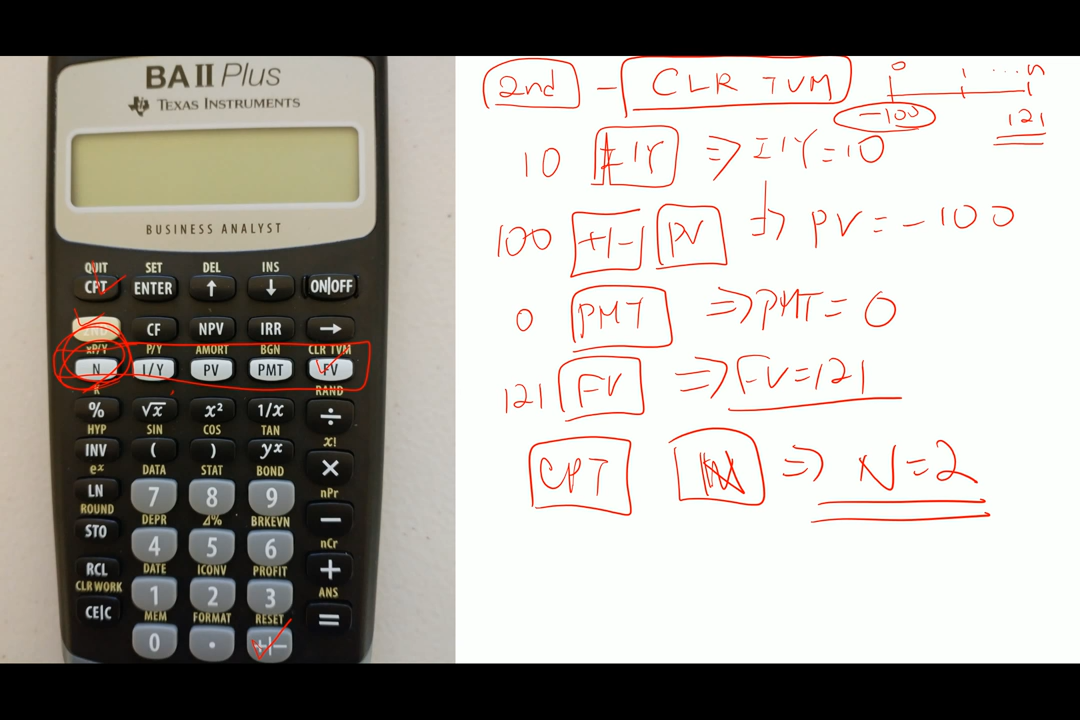 BA II Plus
TEXAS INSTRUMENTS
BUSINESS ANALYST
QUIT SET DEL INS
CPT ENTER ↑ ↓ ON|OFF
CF NPV IRR →
xP/Y P/Y AMORT BGN CLR TVM
N I/Y PV PMT FV
K RAND
% √x x² 1/x ÷
HYP SIN COS TAN x!
INV ( ) yx ×
eˣ DATA STAT BOND nPr
LN 7 8 9 −
ROUND DEPR Δ% BRKEVN nCr
STO 4 5 6 +
DATE ICONV PROFIT ANS
RCL 1 2 3 =
CLR WORK MEM FORMAT RESET
CE|C 0 . +|−
2nd - CLR TVM
0 1 ... n
-100 121
10 I/Y ⇒ I/Y = 10
100 +/- PV ⇒ PV = -100
0 PMT ⇒ PMT = 0
121 FV ⇒ FV = 121
CPT N ⇒ N = 2